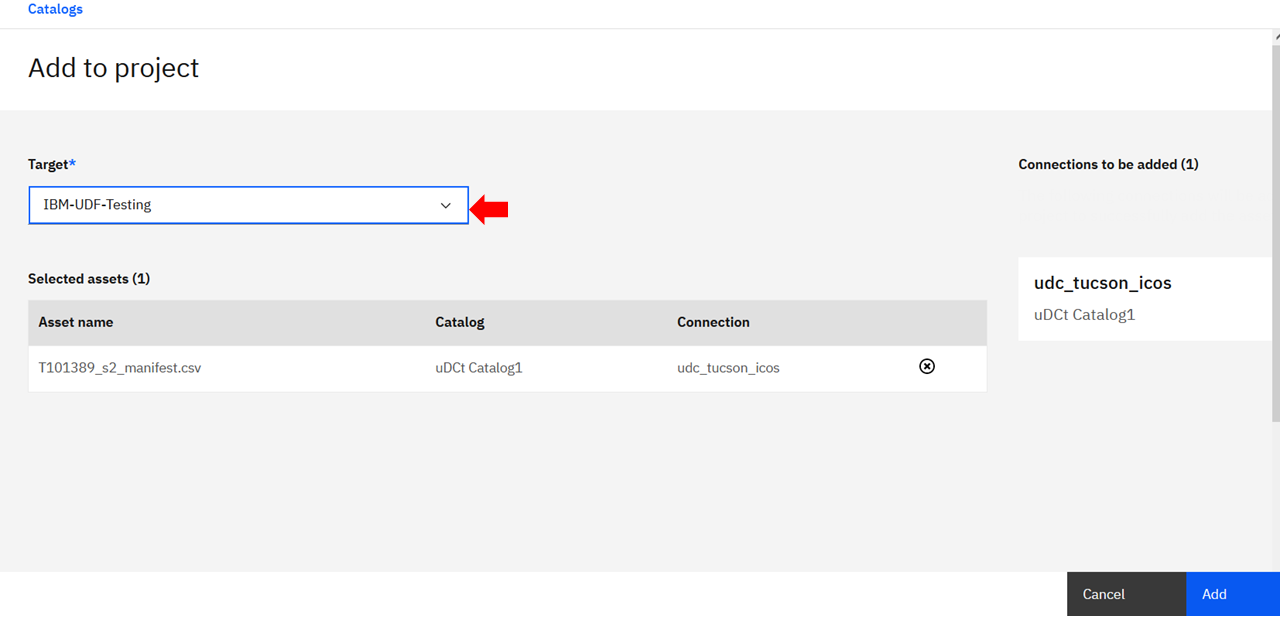 Catalogs
Add to project
Target*
Connections to be added (1)
IBM-UDF-Testing
Selected assets (1)
udc_tucson_icos
uDCt Catalog1
Asset name Catalog Connection
T101389_s2_manifest.csv uDCt Catalog1 udc_tucson_icos
Cancel Add